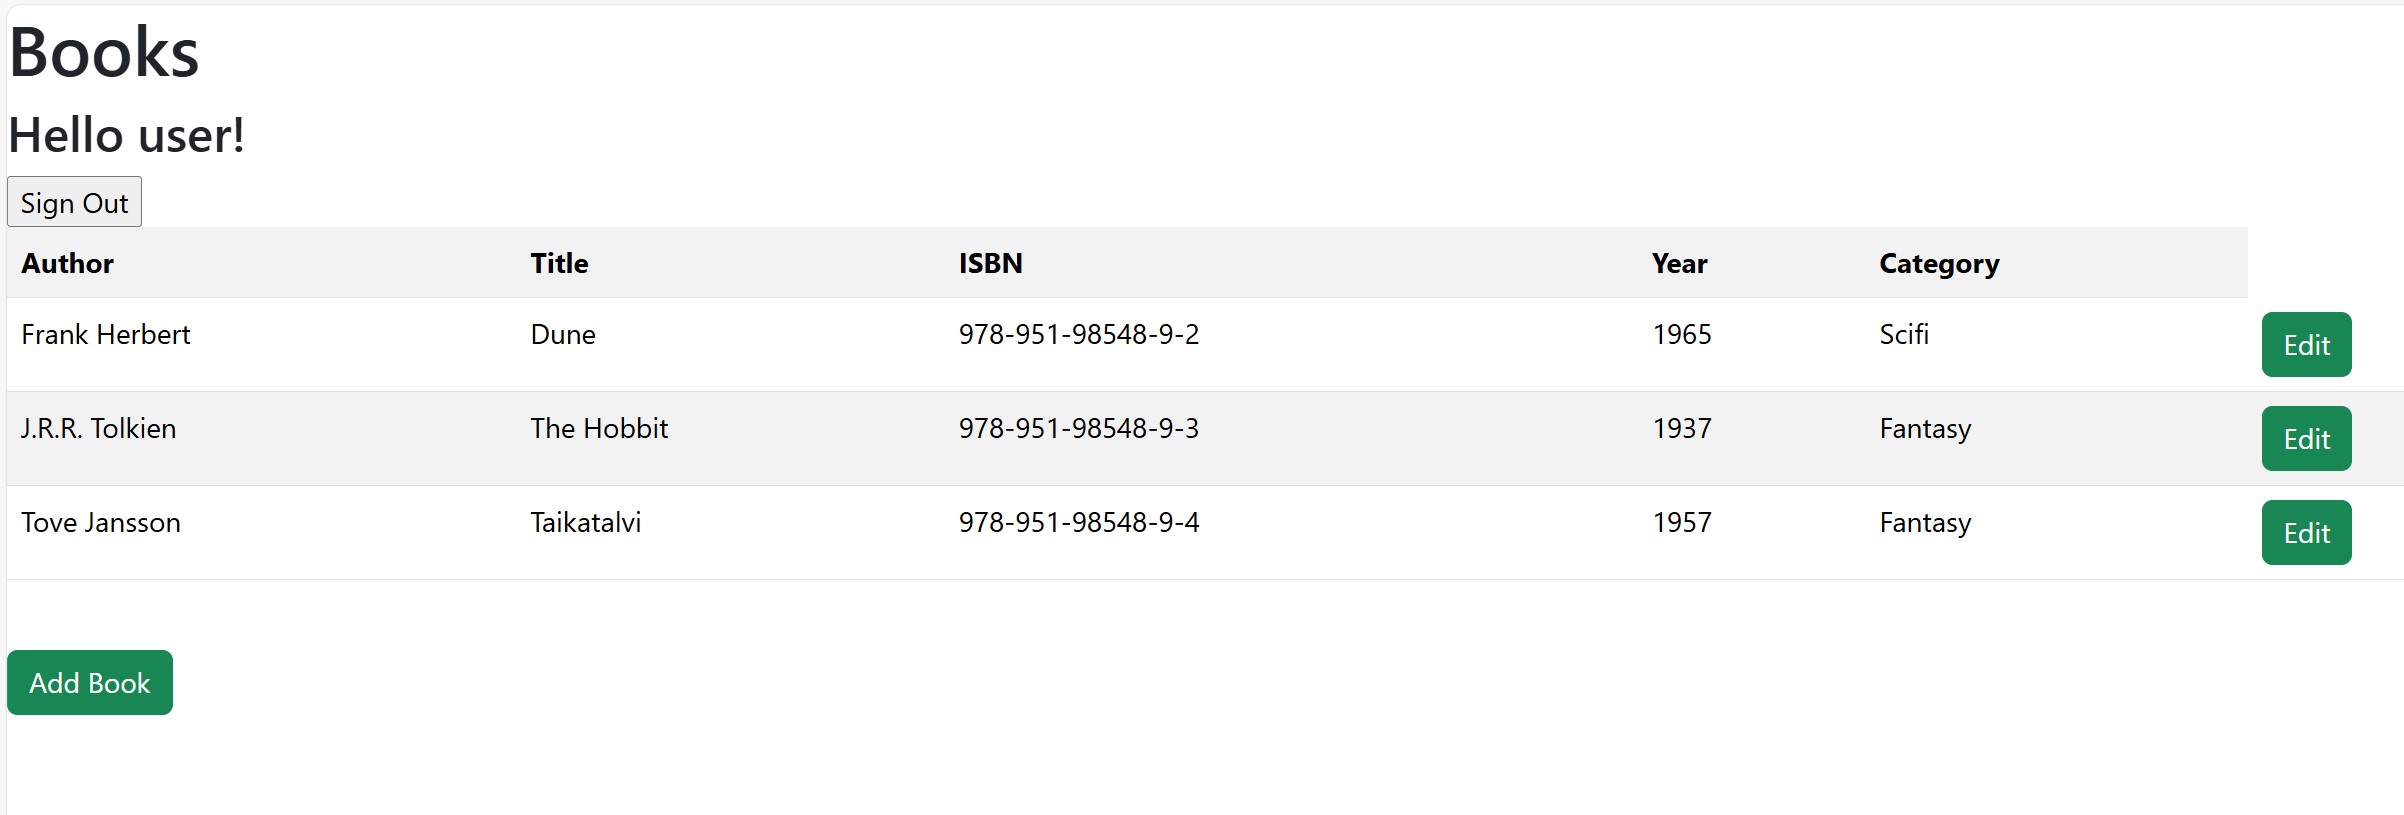 Books
Hello user!
Sign Out
Author Title ISBN Year Category
Frank Herbert Dune 978-951-98548-9-2 1965 Scifi Edit
J.R.R. Tolkien The Hobbit 978-951-98548-9-3 1937 Fantasy Edit
Tove Jansson Taikatalvi 978-951-98548-9-4 1957 Fantasy Edit
Add Book